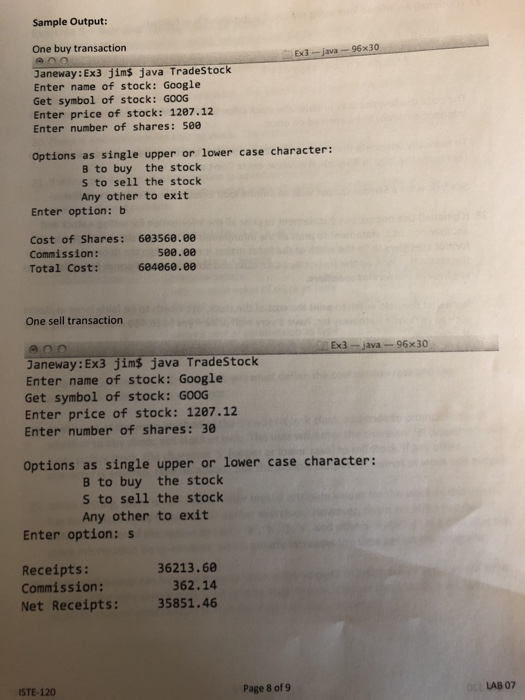 Sample Output:
One buy transaction
Ex3 — java — 96×30
Janeway:Ex3 jim$ java TradeStock
Enter name of stock: Google
Get symbol of stock: GOOG
Enter price of stock: 1207.12
Enter number of shares: 500
Options as single upper or lower case character:
B to buy the stock
S to sell the stock
Any other to exit
Enter option: b
Cost of Shares: 603560.00
Commission: 500.00
Total Cost: 604060.00
One sell transaction
Ex3 — java — 96×30
Janeway:Ex3 jim$ java TradeStock
Enter name of stock: Google
Get symbol of stock: GOOG
Enter price of stock: 1207.12
Enter number of shares: 30
Options as single upper or lower case character:
B to buy the stock
S to sell the stock
Any other to exit
Enter option: s
Receipts: 36213.60
Commission: 362.14
Net Receipts: 35851.46
ISTE-120 Page 8 of 9 LAB 07